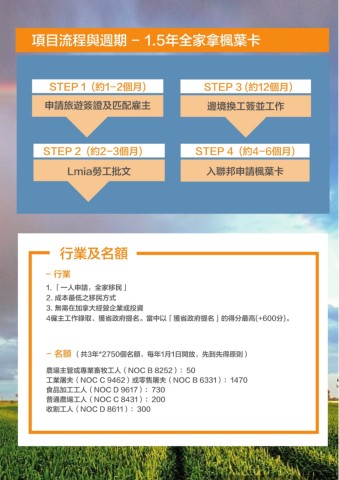 項目流程與週期 - 1.5年全家拿楓葉卡
STEP 1 (約1-2個月)
申請旅遊簽證及匹配雇主
STEP 3 (約12個月)
邊境換工簽並工作
STEP 2 (約2-3個月)
Lmia勞工批文
STEP 4 (約4-6個月)
入聯邦申請楓葉卡
行業及名額
- 行業
1.「一人申請，全家移民」
2. 成本最低之移民方式
3. 無需在加拿大經營企業或投資
4僱主工作錄取、獲省政府提名。當中以「獲省政府提名」的得分最高(+600分)。
- 名額 （共3年*2750個名額，每年1月1日開放，先到先得原則）
農場主管或專業畜牧工人（NOC B 8252）：50
工業屠夫（NOC C 9462）或零售屠夫（NOC B 6331）：1470
食品加工工人（NOC D 9617）：730
普通農場工人（NOC C 8431）：200
收割工人（NOC D 8611）：300